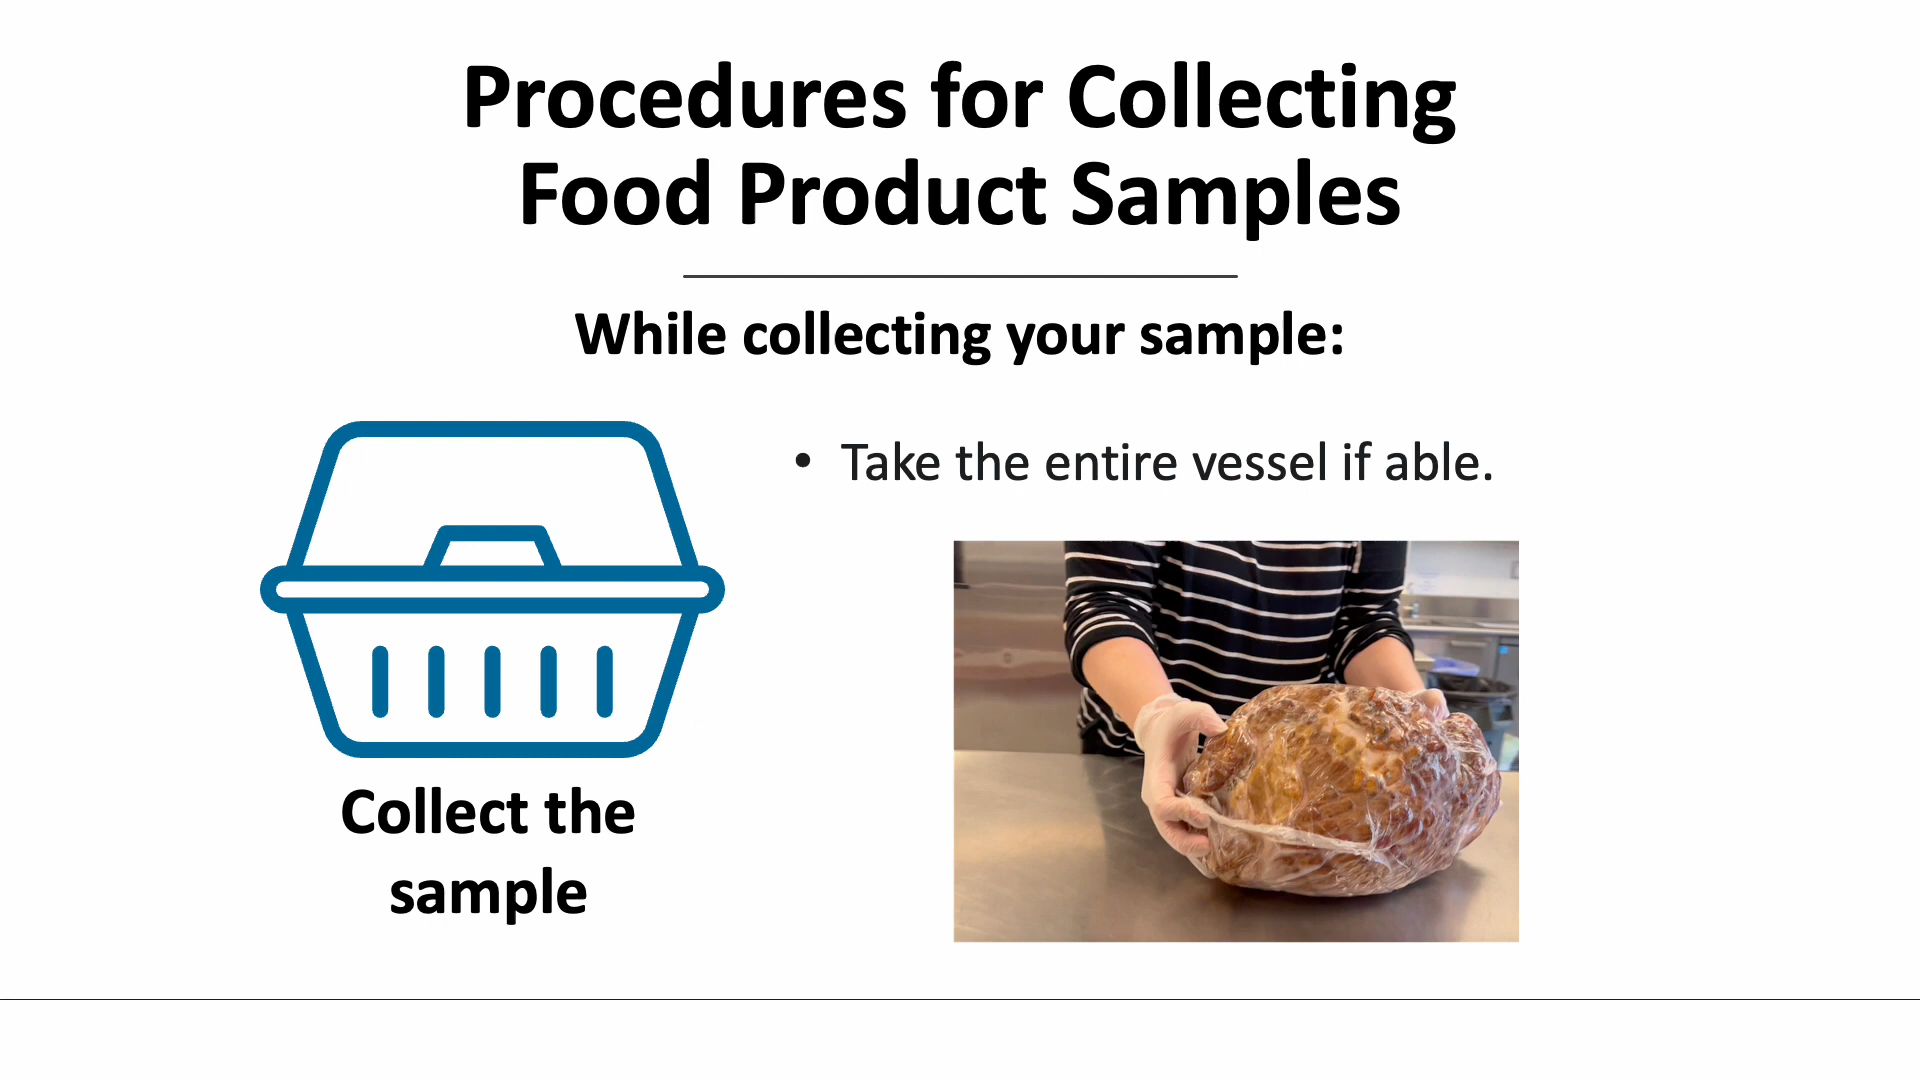 Procedures for Collecting
Food Product Samples
While collecting your sample:
• Take the entire vessel if able.
Collect the
sample